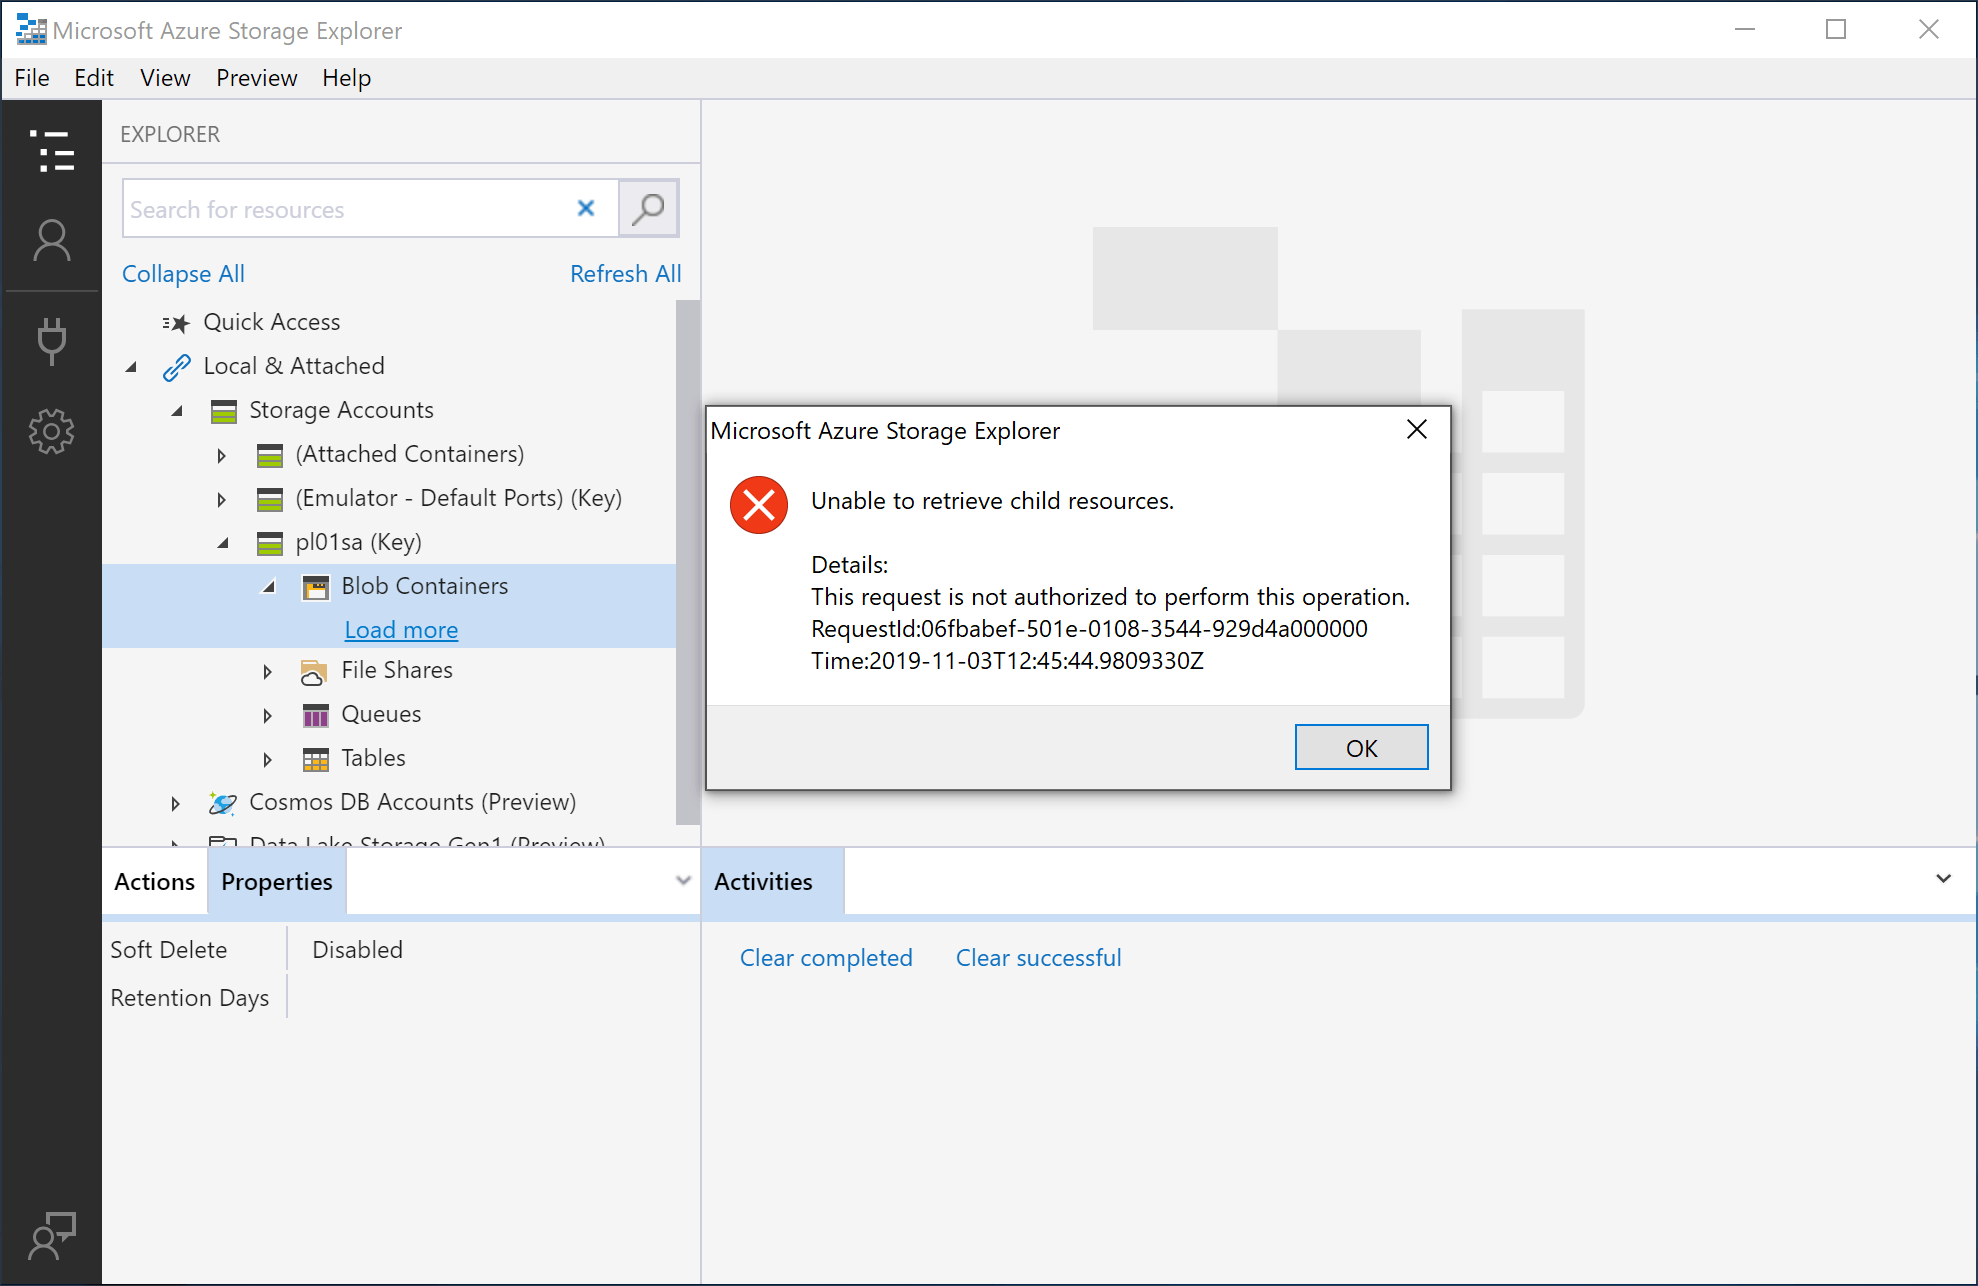 Microsoft Azure Storage Explorer
File Edit View Preview Help
EXPLORER
Search for resources
Collapse All Refresh All
Quick Access
Local & Attached
Storage Accounts
(Attached Containers)
(Emulator - Default Ports) (Key)
pl01sa (Key)
Blob Containers
Load more
File Shares
Queues
Tables
Cosmos DB Accounts (Preview)
Data Lake Storage Gen1 (Preview)
Microsoft Azure Storage Explorer
Unable to retrieve child resources.
Details:
This request is not authorized to perform this operation.
RequestId:06fbabef-501e-0108-3544-929d4a000000
Time:2019-11-03T12:45:44.9809330Z
OK
Actions Properties
Soft Delete Disabled
Retention Days
Activities
Clear completed Clear successful